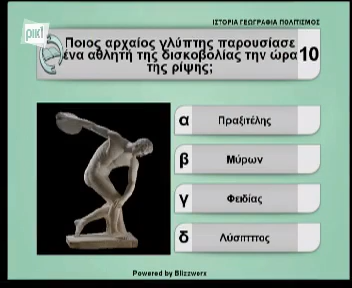 ΙΣΤΟΡΙΑ ΓΕΩΓΡΑΦΙΑ ΠΟΛΙΤΙΣΜΟΣ
ρικ1
Ποιος αρχαίος γλύπτης παρουσίασε
ένα αθλητή της δισκοβολίας την ώρα
της ρίψης;
10
α Πραξιτέλης
β Μύρων
γ Φειδίας
δ Λύσιππος
Powered by Blizzwerx